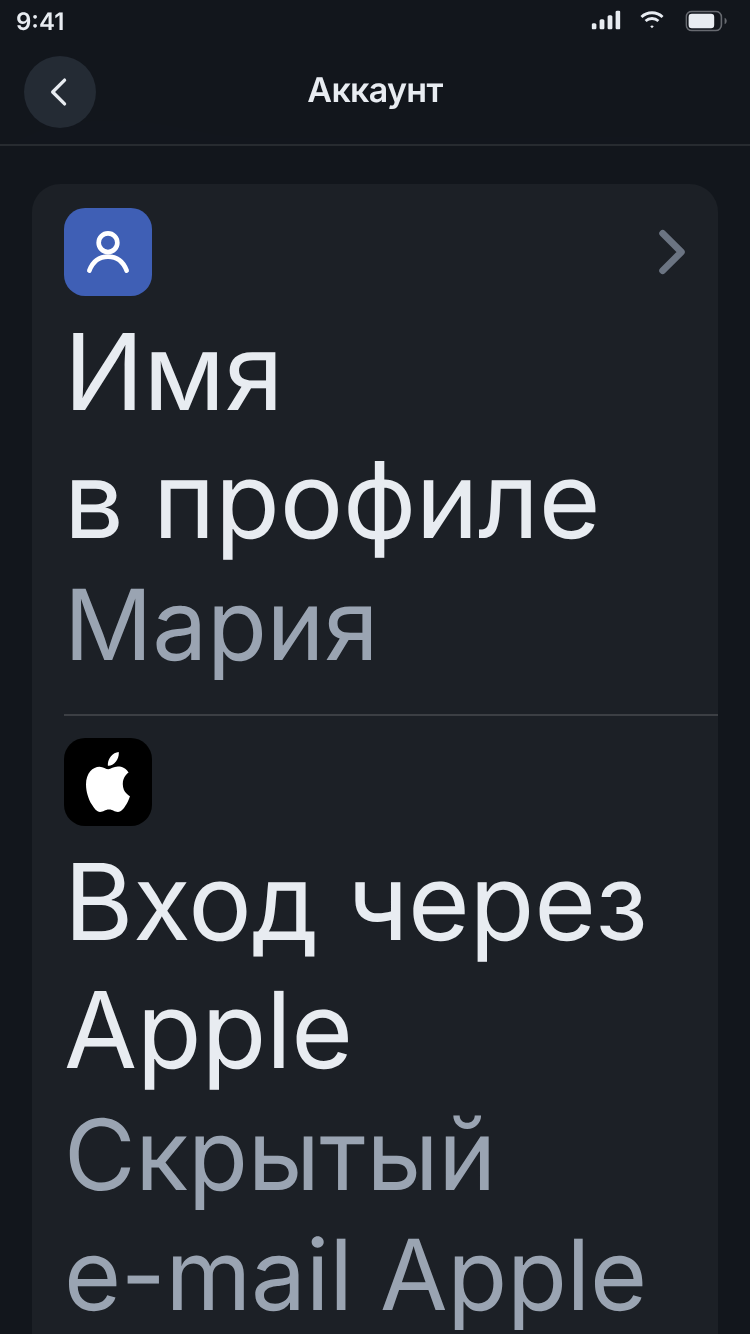 9:41
Аккаунт
Имя
в профиле
Мария
Вход через
Apple
Скрытый
e-mail Apple